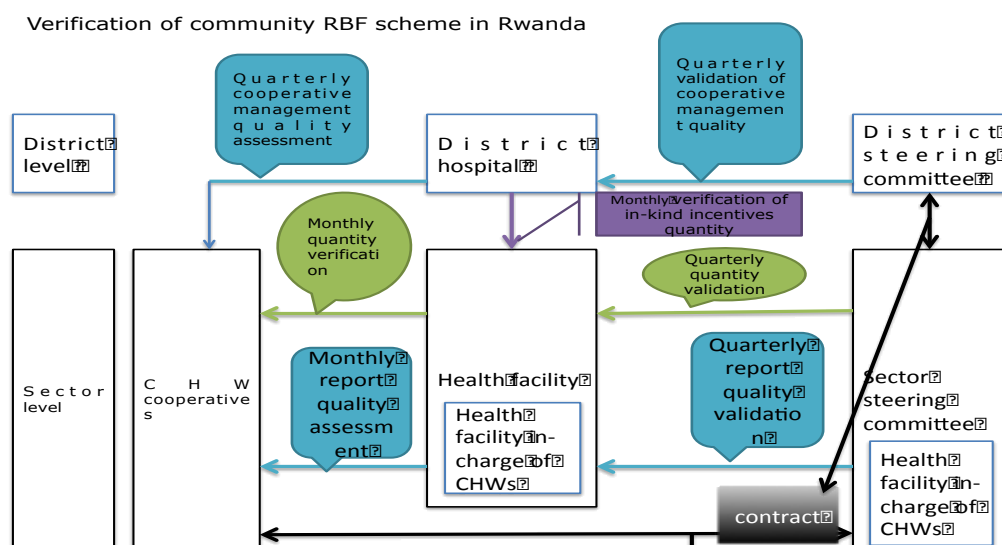 Verification of community RBF scheme in Rwanda
Quarterly
cooperative
management
quality
assessment
Quarterly
validation of
cooperative
managemen
t quality
District
level
District
hospital
District
steering
committee
Monthly verification of
in-kind incentives
quantity
Monthly
quantity
verificati
on
Quarterly
quantity
validation
Sector
level
CHW
cooperative
s
Monthly
report
quality
assessm
ent
Health facility
Health
facility in-
charge of
CHWs
Quarterly
report
quality
validatio
n
Sector
steering
committee
Health
facility in-
charge of
CHWs
contract